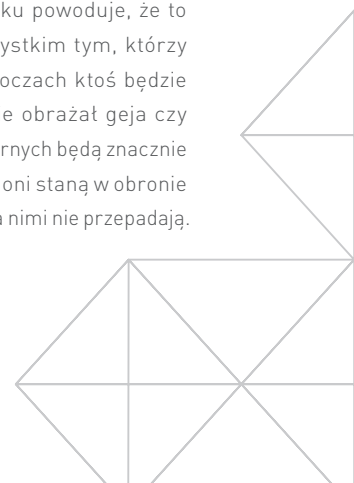 ku powoduje, że to
ystkim tym, którzy
oczach ktoś będzie
e obrażał geja czy
rnych będą znacznie
oni staną w obronie
a nimi nie przepadają.